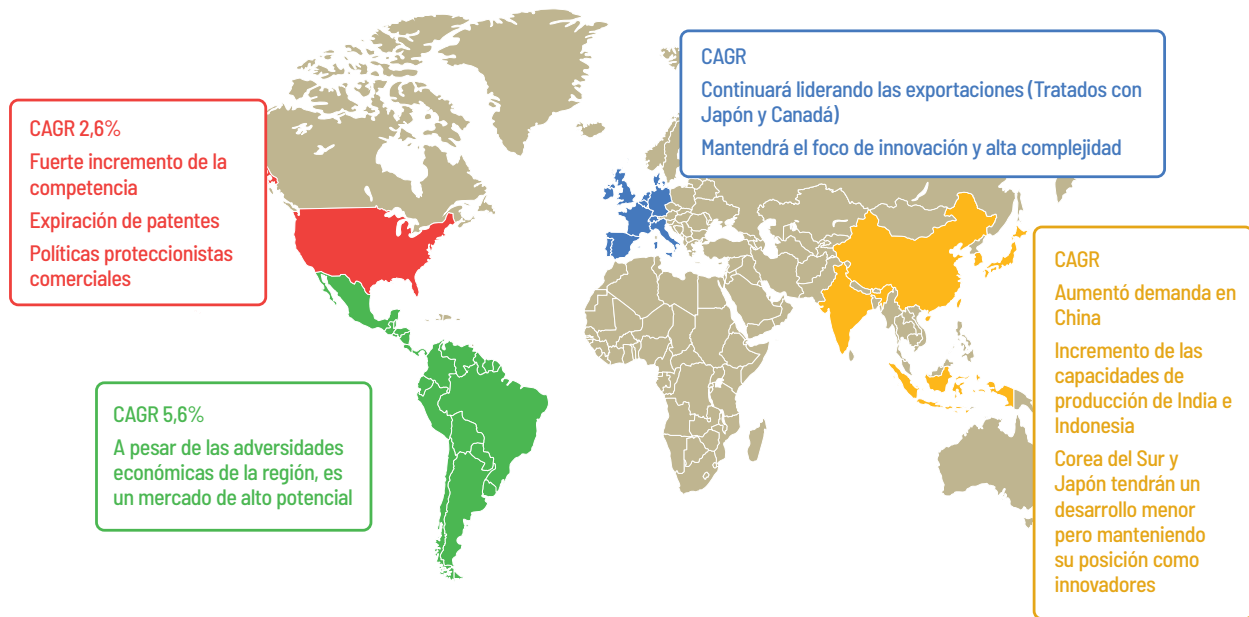 CAGR 2,6%
Fuerte incremento de la
competencia
Expiración de patentes
Políticas proteccionistas
comerciales
CAGR
Continuará liderando las exportaciones (Tratados con
Japón y Canadá)
Mantendrá el foco de innovación y alta complejidad
CAGR 5,6%
A pesar de las adversidades
económicas de la región, es
un mercado de alto potencial
CAGR
Aumentó demanda en
China
Incremento de las
capacidades de
producción de India e
Indonesia
Corea del Sur y
Japón tendrán un
desarrollo menor
pero manteniendo
su posición como
innovadores